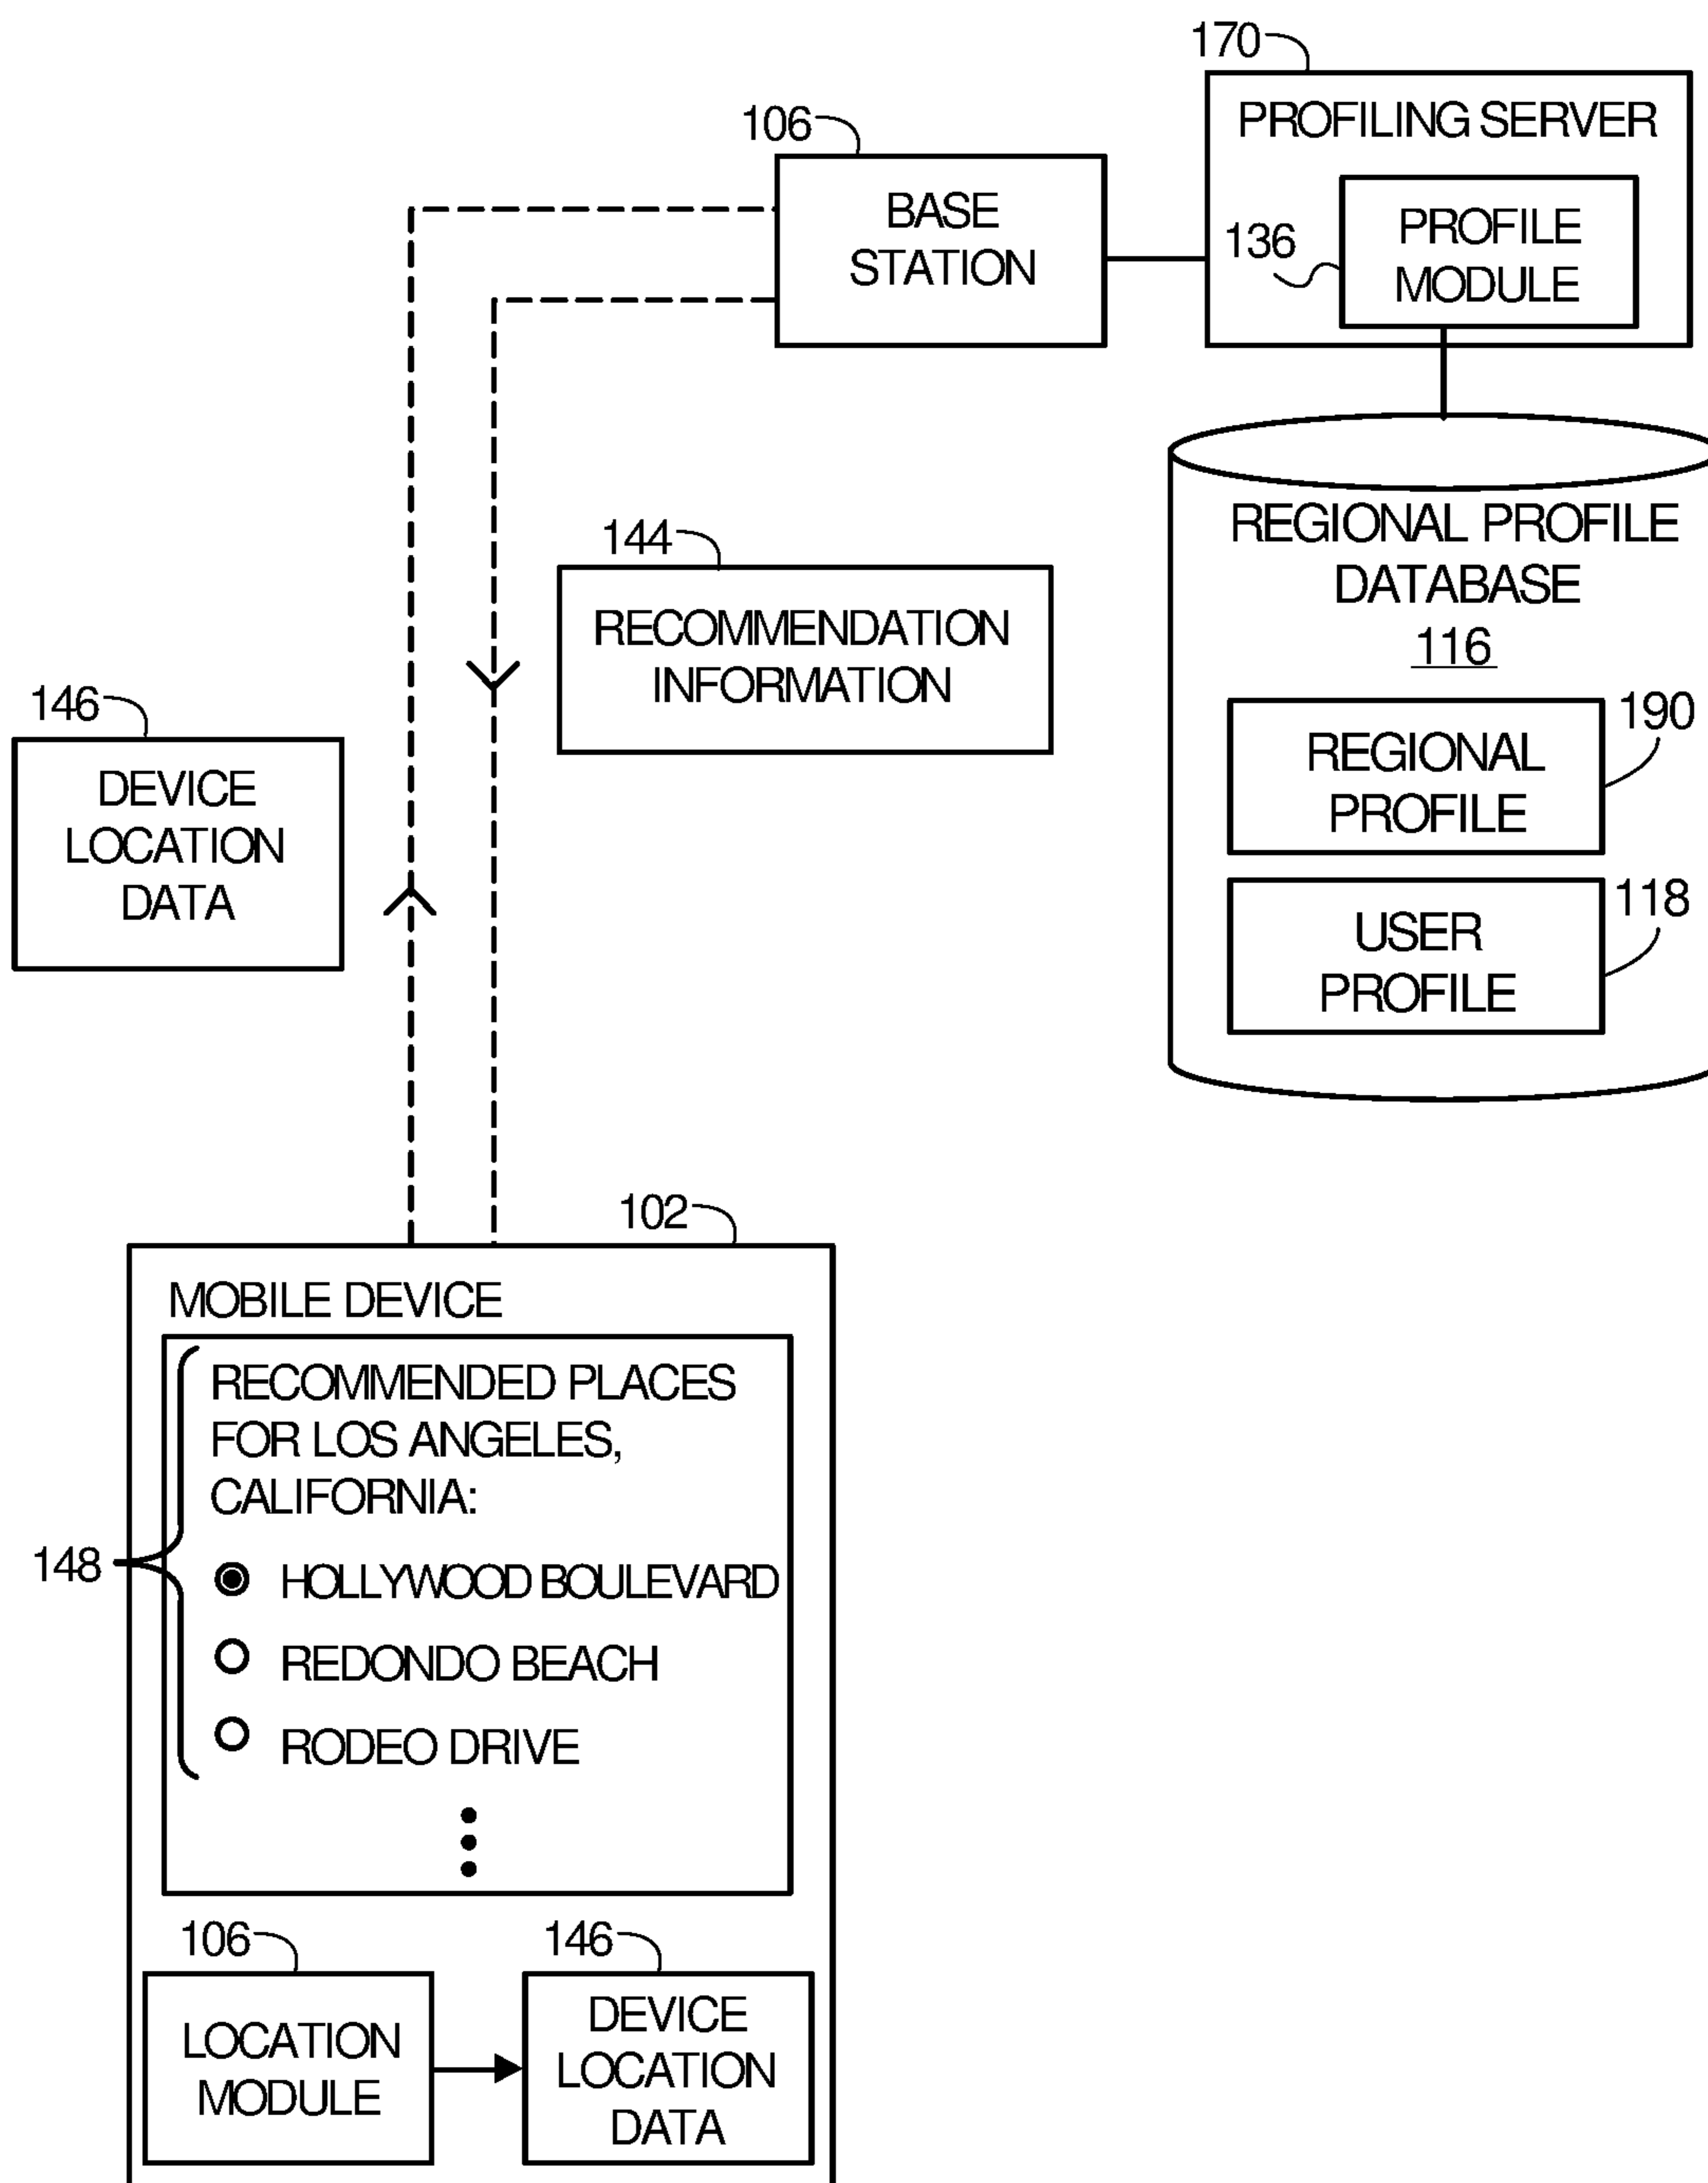 170
PROFILING SERVER
106
BASE
STATION
136
PROFILE
MODULE
144
RECOMMENDATION
INFORMATION
REGIONAL PROFILE
DATABASE
116
190
REGIONAL
PROFILE
118
USER
PROFILE
146
DEVICE
LOCATION
DATA
102
MOBILE DEVICE
148
RECOMMENDED PLACES
FOR LOS ANGELES,
CALIFORNIA:
HOLLYWOOD BOULEVARD
REDONDO BEACH
RODEO DRIVE
106
LOCATION
MODULE
146
DEVICE
LOCATION
DATA